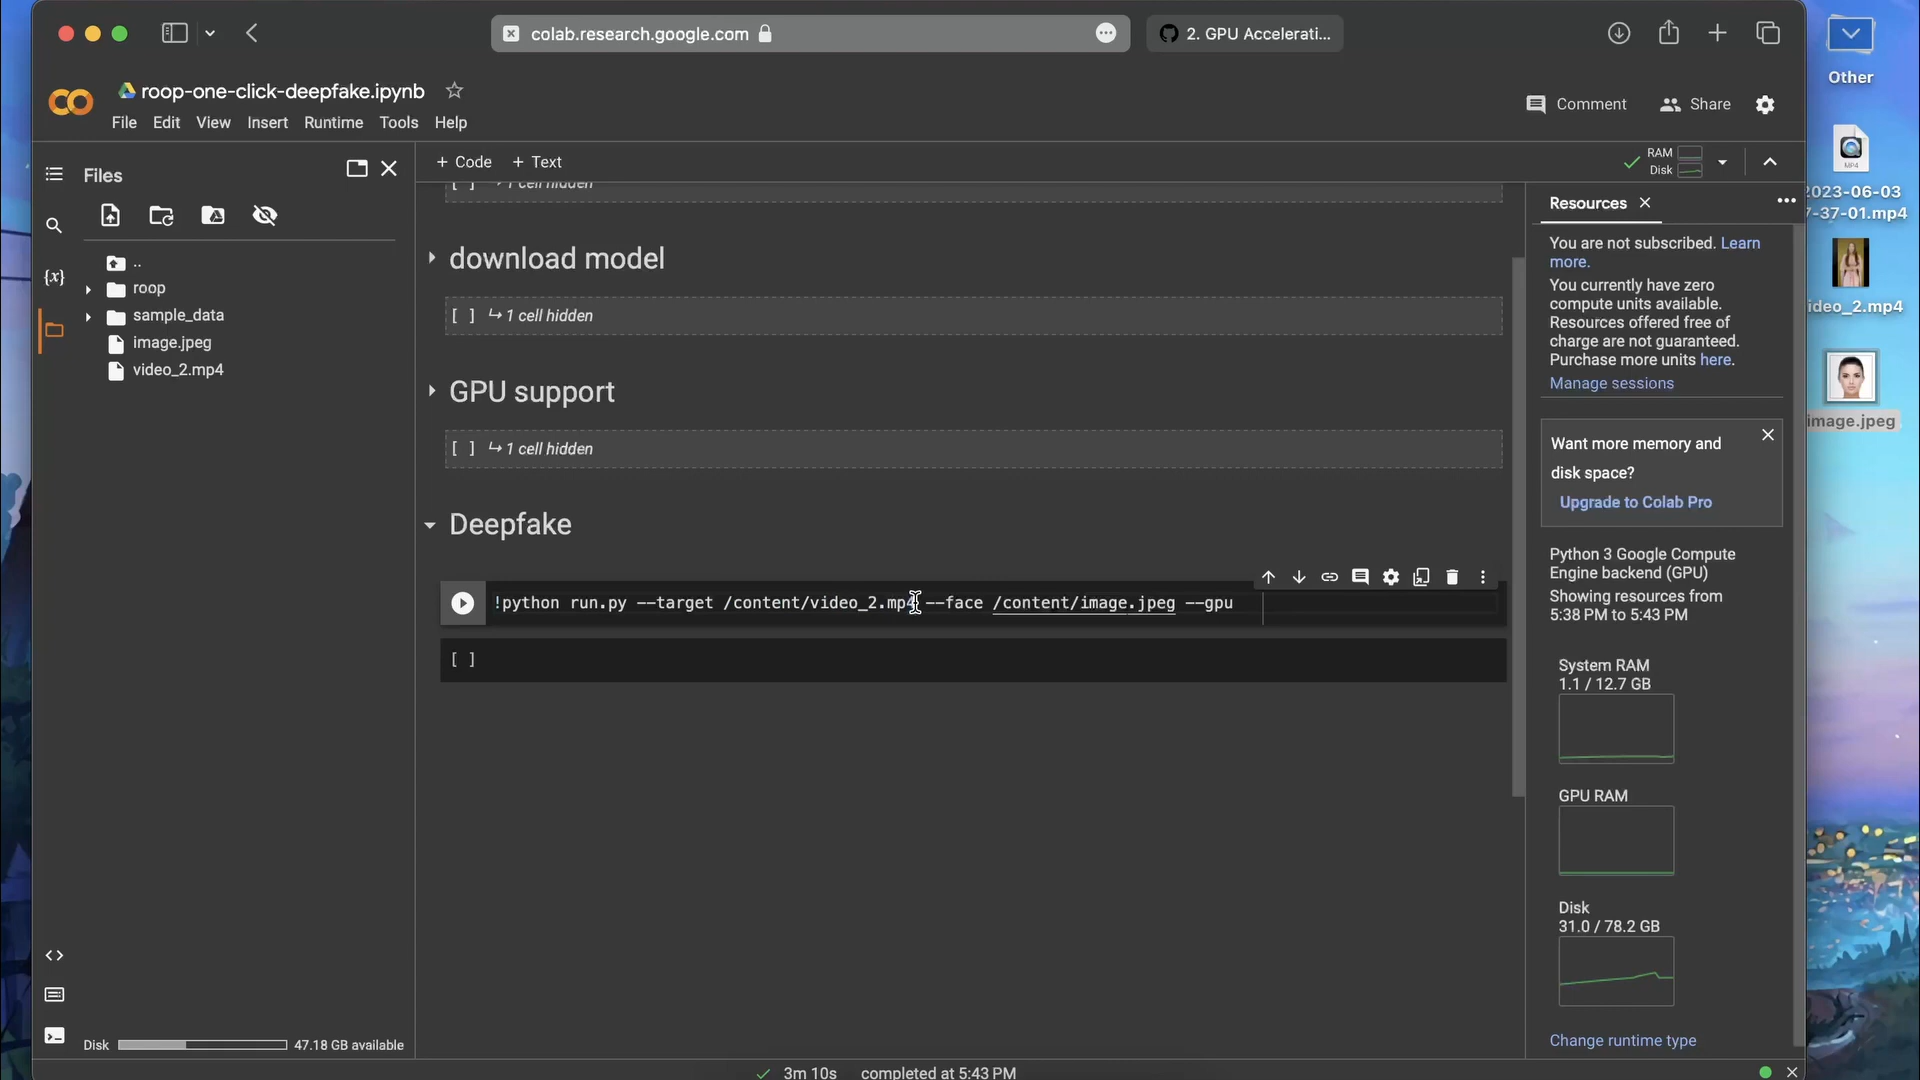 colab.research.google.com
2. GPU Accelerati...
Other
roop-one-click-deepfake.ipynb
File Edit View Insert Runtime Tools Help
Comment
Share
Files
+ Code + Text
RAM
Disk
[ ] 1 cell hidden
..
roop
sample_data
image.jpeg
video_2.mp4
{x}
download model
[ ] 1 cell hidden
GPU support
[ ] 1 cell hidden
Deepfake
!python run.py --target /content/video_2.mp4 --face /content/image.jpeg --gpu
[ ]
Resources
You are not subscribed. Learn
more.
You currently have zero
compute units available.
Resources offered free of
charge are not guaranteed.
Purchase more units here.
Manage sessions
Want more memory and
disk space?
Upgrade to Colab Pro
Python 3 Google Compute
Engine backend (GPU)
Showing resources from
5:38 PM to 5:43 PM
System RAM
1.1 / 12.7 GB
GPU RAM
Disk
31.0 / 78.2 GB
Change runtime type
MP4
2023-06-03
7-37-01.mp4
ideo_2.mp4
image.jpeg
Disk 47.18 GB available
3m 10s completed at 5:43 PM